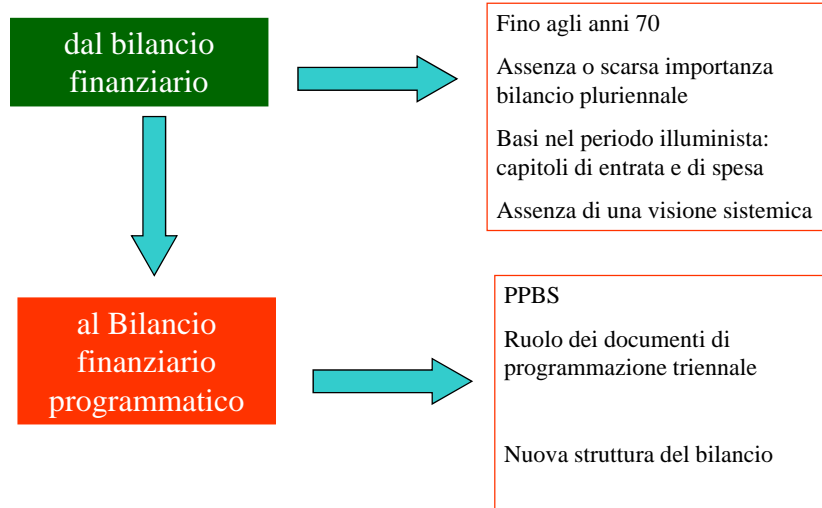 dal bilancio
finanziario
Fino agli anni 70
Assenza o scarsa importanza
bilancio pluriennale
Basi nel periodo illuminista:
capitoli di entrata e di spesa
Assenza di una visione sistemica
al Bilancio
finanziario
programmatico
PPBS
Ruolo dei documenti di
programmazione triennale
Nuova struttura del bilancio